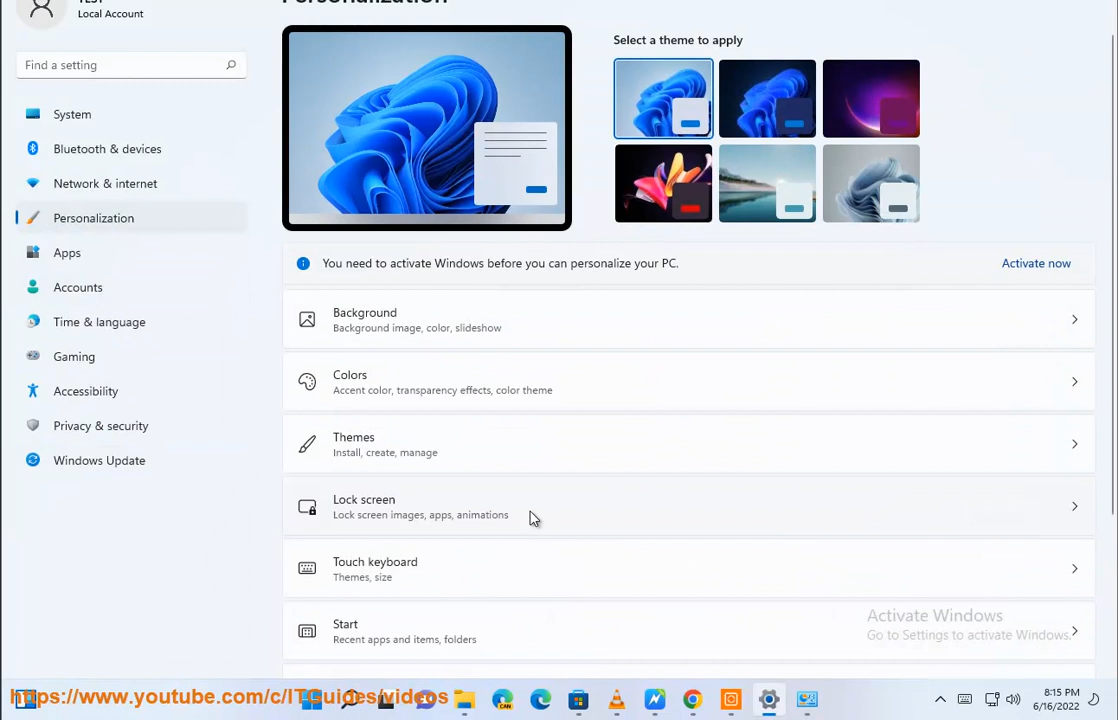 Local Account
Find a setting
System
Bluetooth & devices
Network & internet
Personalization
Apps
Accounts
Time & language
Gaming
Accessibility
Privacy & security
Windows Update
Select a theme to apply
You need to activate Windows before you can personalize your PC.
Activate now
Background
Background image, color, slideshow
Colors
Accent color, transparency effects, color theme
Themes
Install, create, manage
Lock screen
Lock screen images, apps, animations
Touch keyboard
Themes, size
Start
Recent apps and items, folders
Activate Windows
Go to Settings to activate Windows.
https://www.youtube.com/c/ITGuides/videos
CAN
8:15 PM
6/16/2022